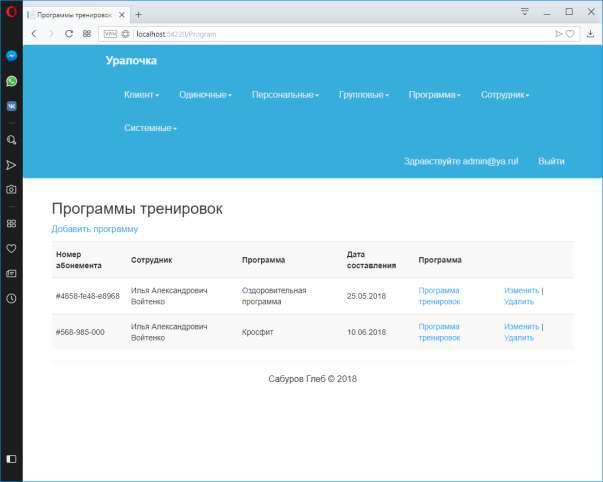 Программы тренировок
VPN localhost:54220/Program
Уралочка
Клиент Одиночные Персональные Групповые Программа Сотрудник
Системные
Здравствуйте admin@ya.ru! Выйти
Программы тренировок
Добавить программу
Номер абонемента Сотрудник Программа Дата составления Программа
#4858-fe48-e8968 Илья Александрович Войтенко Оздоровительная программа 25.05.2018 Программа тренировок Изменить | Удалить
#568-985-000 Илья Александрович Войтенко Кросфит 10.06.2018 Программа тренировок Изменить | Удалить
Сабуров Глеб © 2018